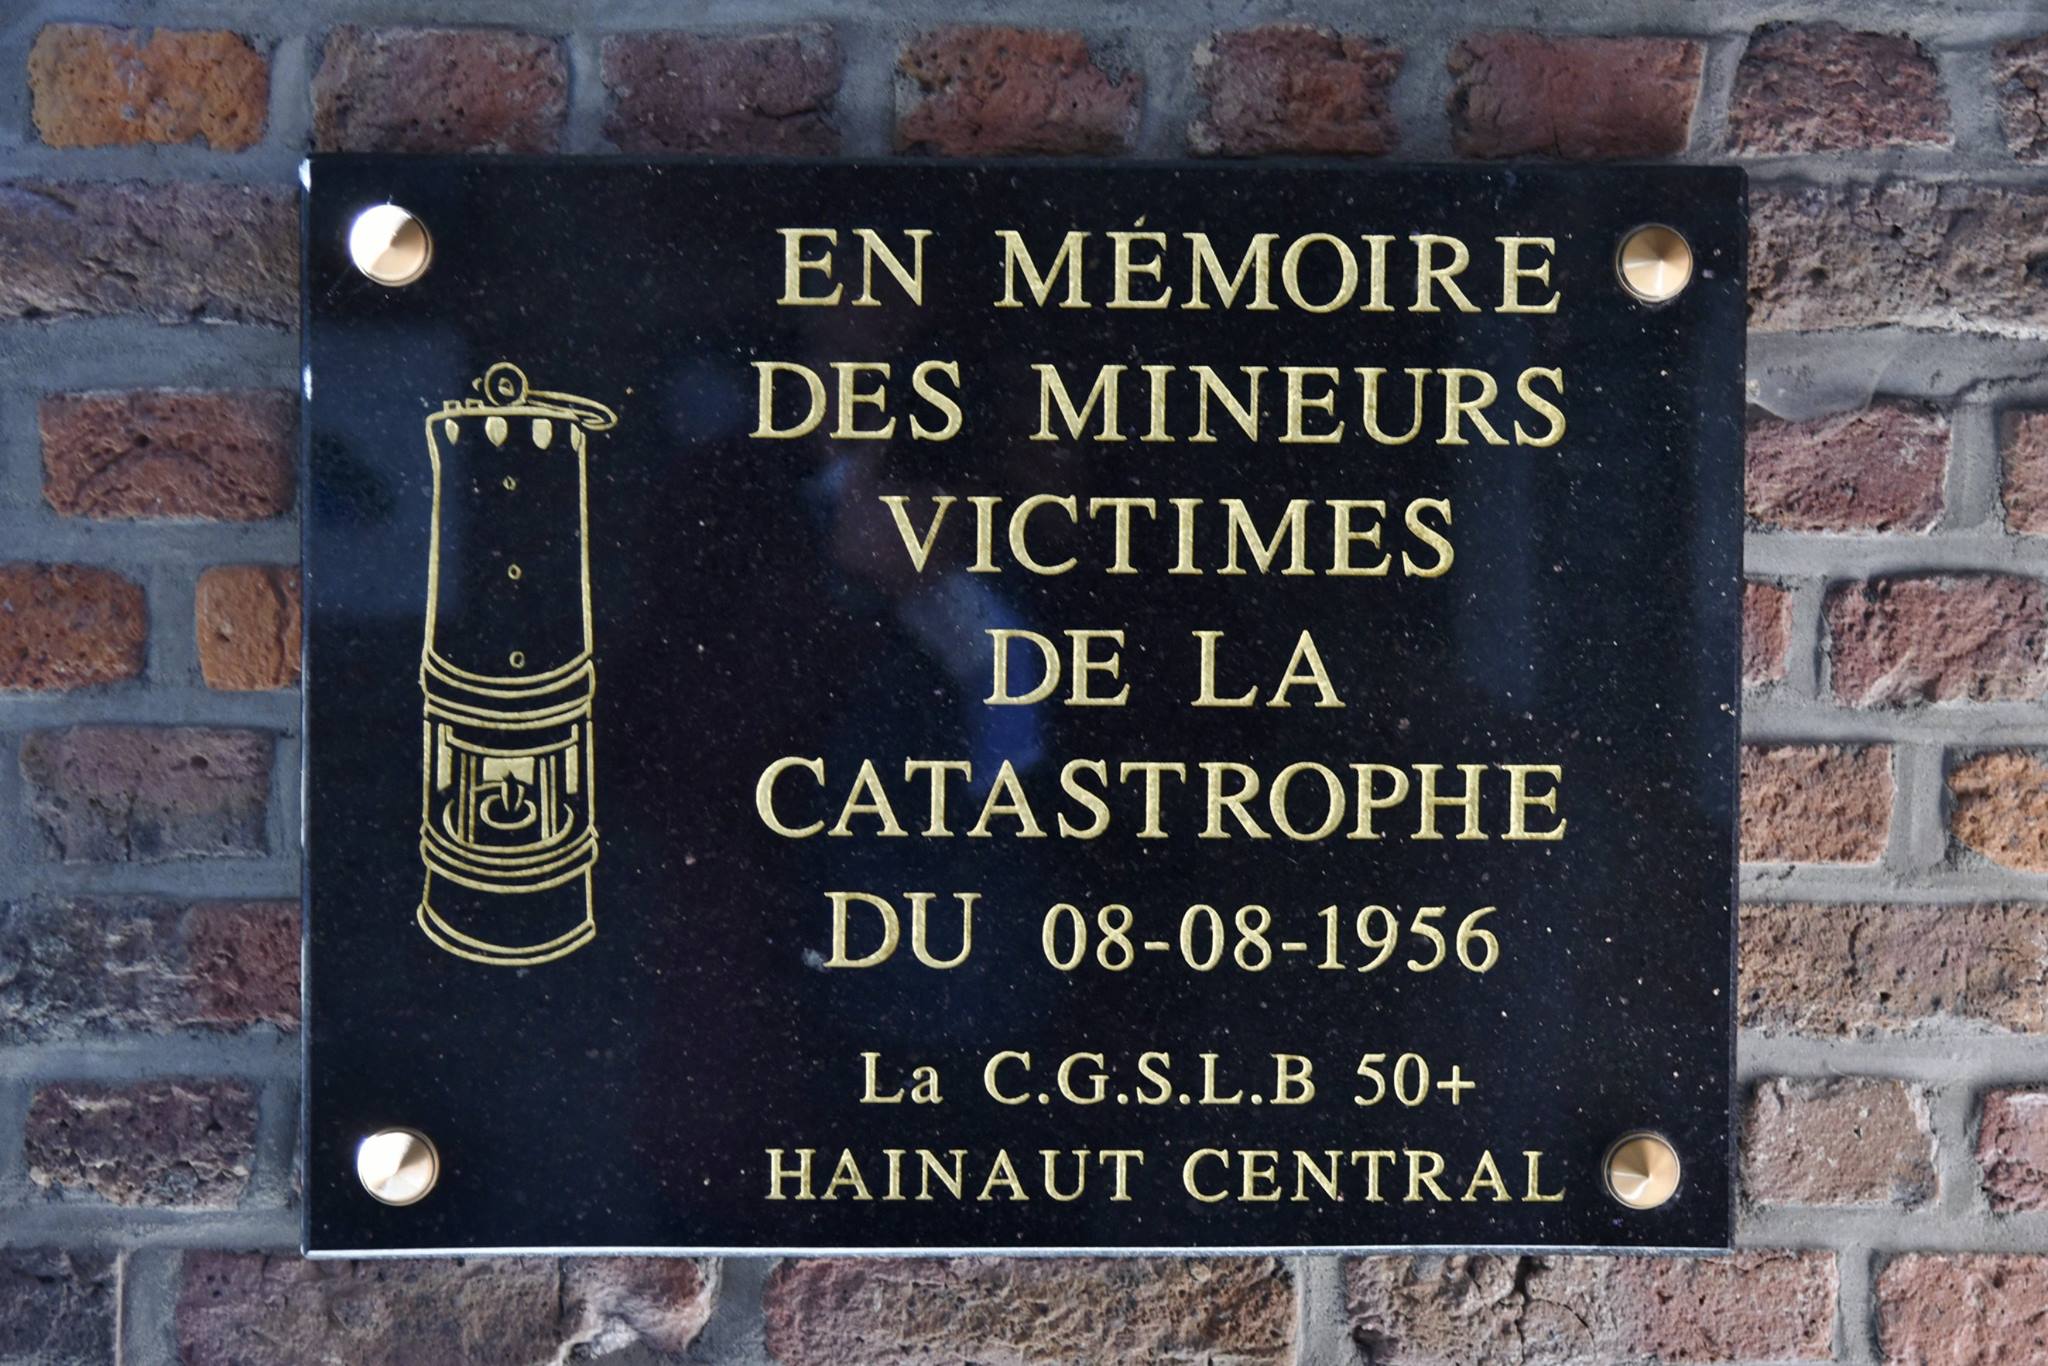 EN MÉMOIRE
DES MINEURS
VICTIMES
DE LA
CATASTROPHE
DU 08-08-1956
La C.G.S.L.B 50+
HAINAUT CENTRAL